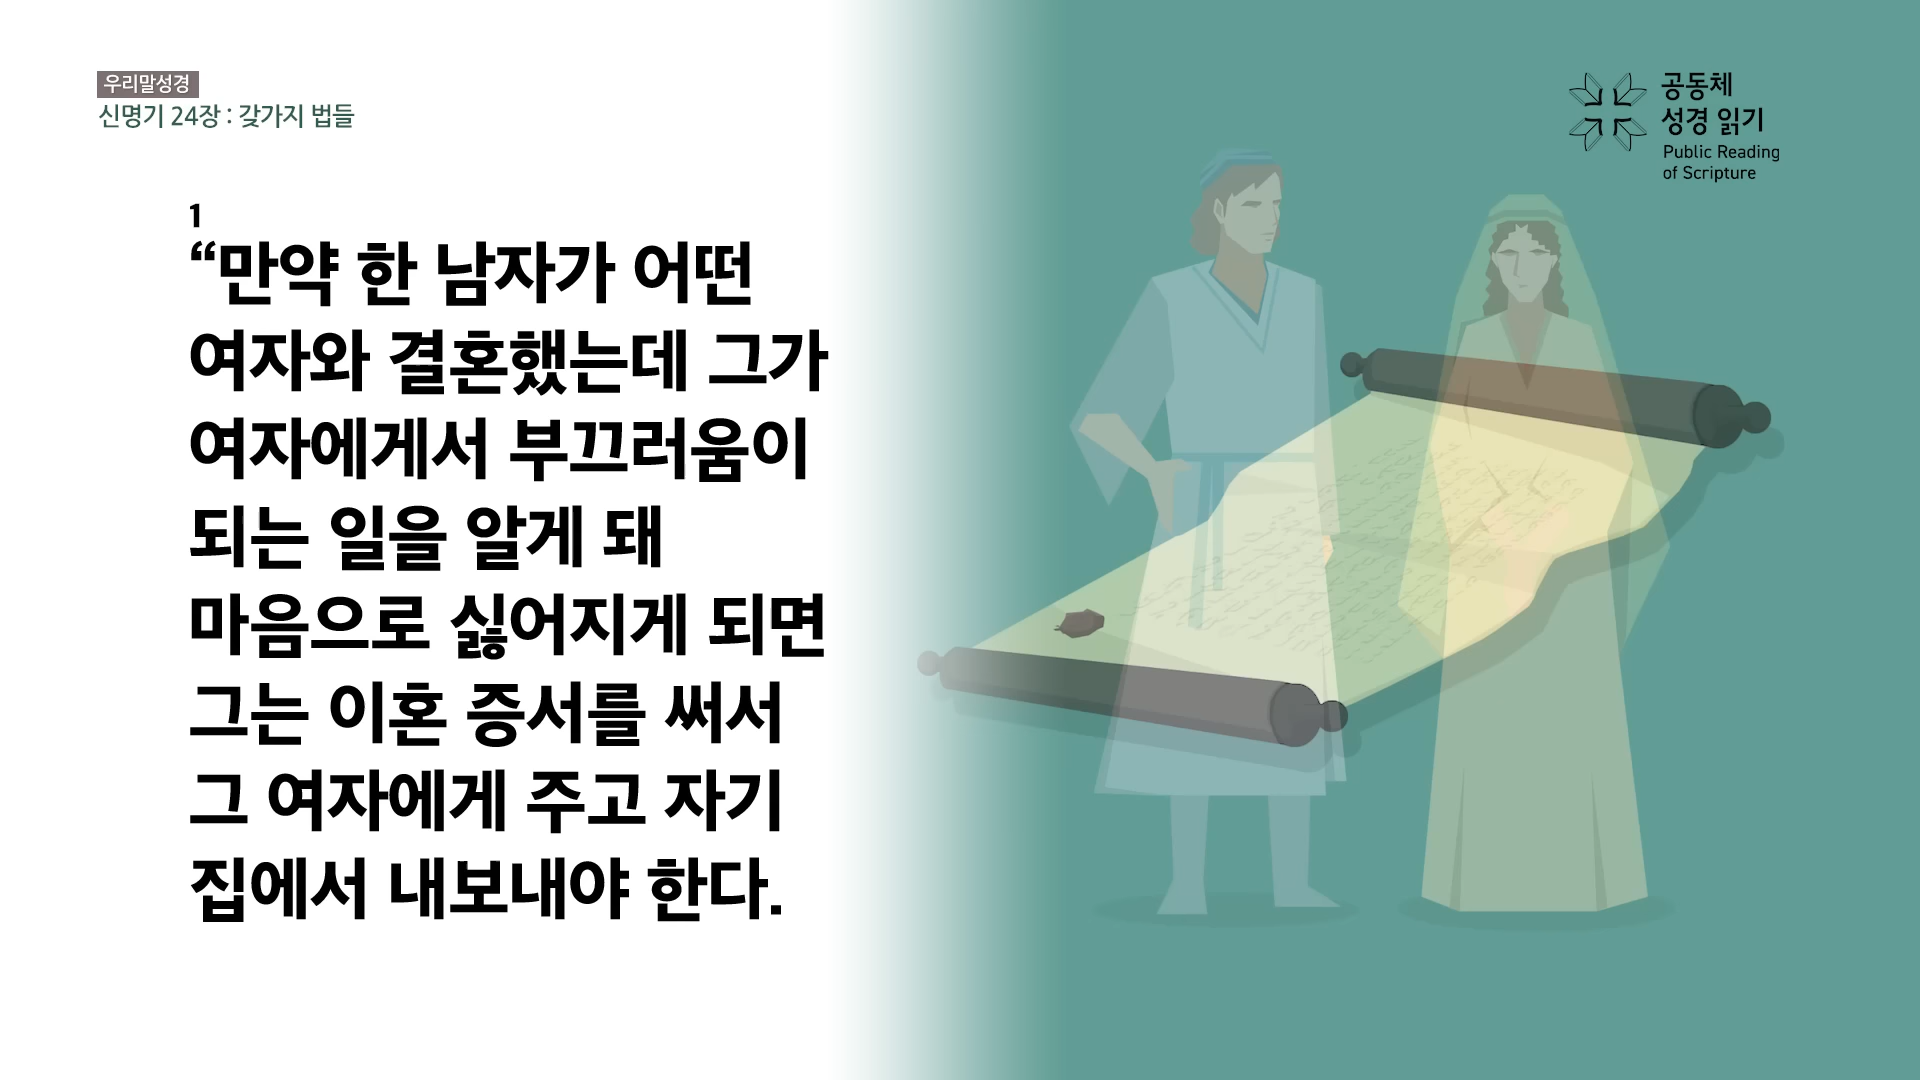 우리말성경
신명기 24장 : 갖가지 법들
공동체
성경 읽기
Public Reading
of Scripture
1
“만약 한 남자가 어떤
여자와 결혼했는데 그가
여자에게서 부끄러움이
되는 일을 알게 돼
마음으로 싫어지게 되면
그는 이혼 증서를 써서
그 여자에게 주고 자기
집에서 내보내야 한다.